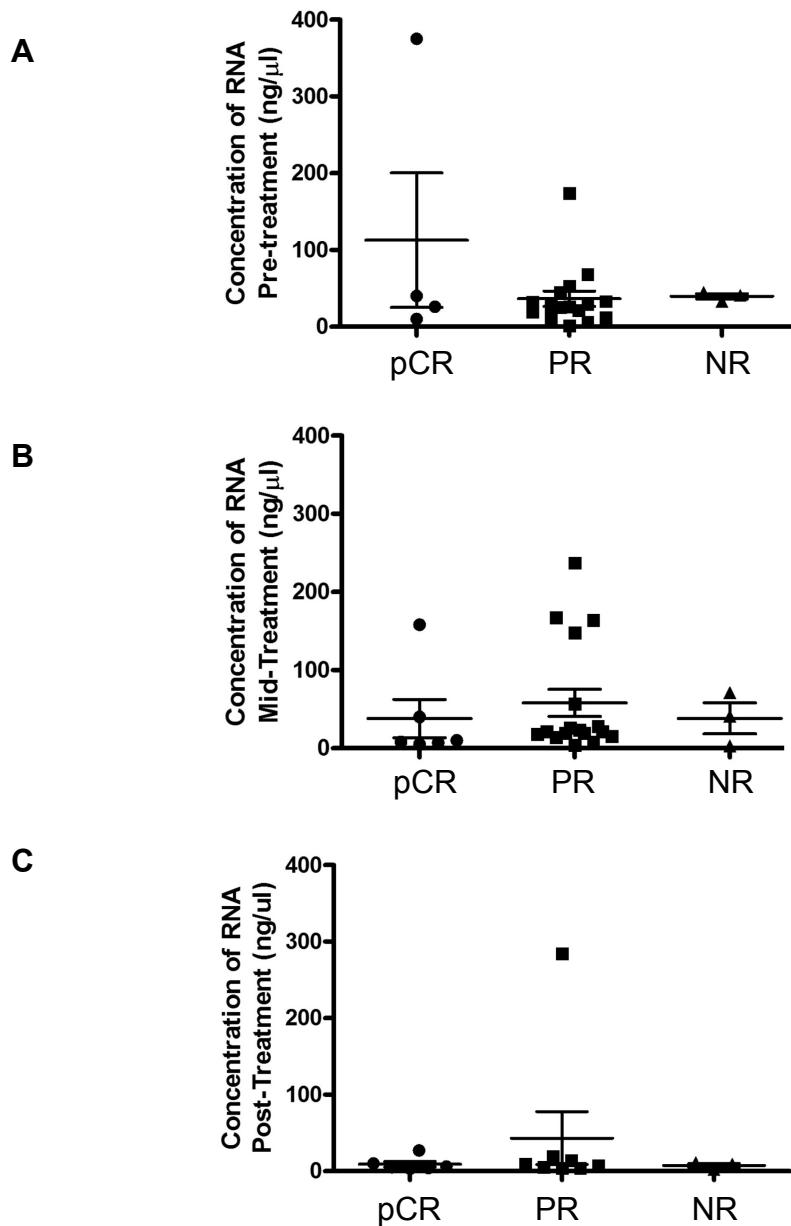 A
Concentration of RNA
Pre-treatment (ng/μl)
400
300
200
100
0
pCR PR NR
B
Concentration of RNA
Mid-Treatment (ng/μl)
400
300
200
100
0
pCR PR NR
C
Concentration of RNA
Post-Treatment (ng/ul)
400
300
200
100
0
pCR PR NR